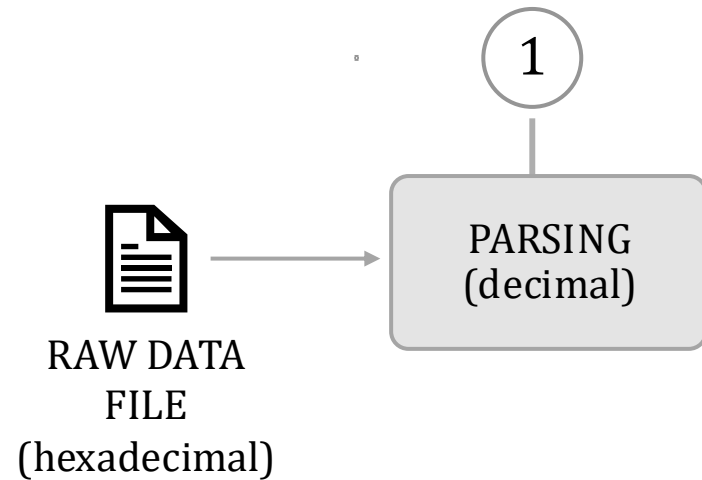 1
PARSING
(decimal)
RAW DATA
FILE
(hexadecimal)